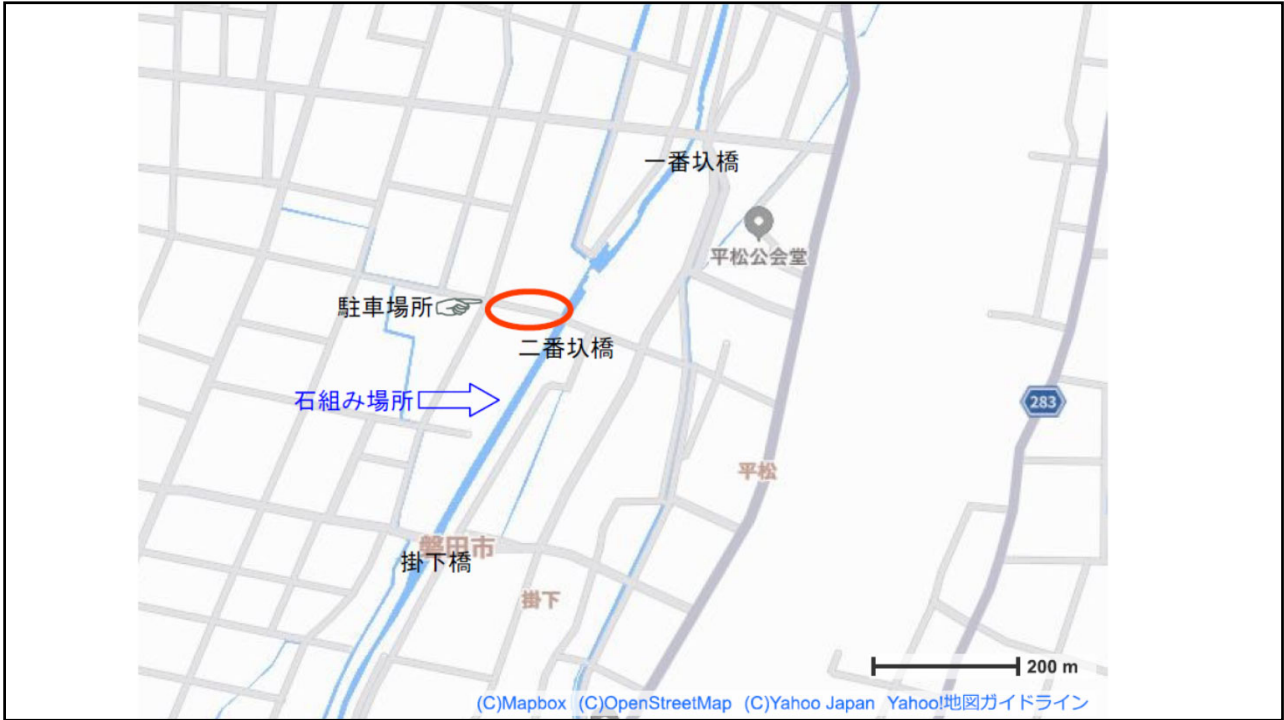 一番圦橋
平松公会堂
駐車場所
二番圦橋
石組み場所
283
平松
磐田市
掛下橋
掛下
200 m
(C)Mapbox (C)OpenStreetMap (C)Yahoo Japan Yahoo!地図ガイドライン